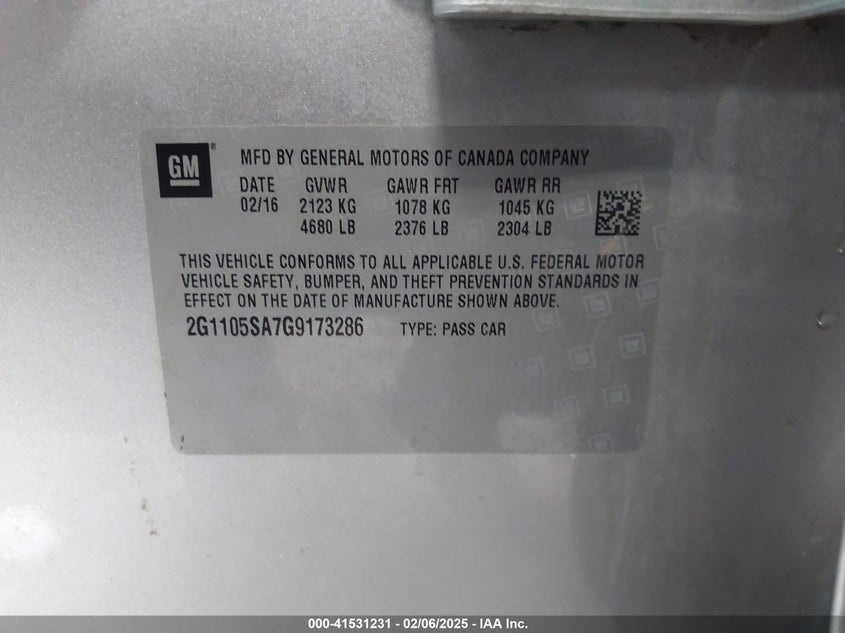 GM ®
MFD BY GENERAL MOTORS OF CANADA COMPANY
DATE GVWR GAWR FRT GAWR RR
02/16 2123 KG 1078 KG 1045 KG
4680 LB 2376 LB 2304 LB
THIS VEHICLE CONFORMS TO ALL APPLICABLE U.S. FEDERAL MOTOR
VEHICLE SAFETY, BUMPER, AND THEFT PREVENTION STANDARDS IN
EFFECT ON THE DATE OF MANUFACTURE SHOWN ABOVE.
2G1105SA7G9173286 TYPE: PASS CAR
000-41531231 - 02/06/2025 - IAA Inc.